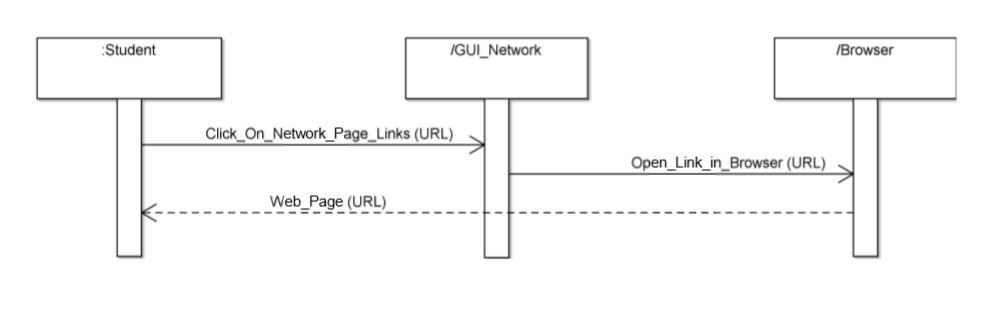 :Student
/GUI_Network
/Browser
Click_On_Network_Page_Links (URL)
Open_Link_in_Browser (URL)
Web_Page (URL)